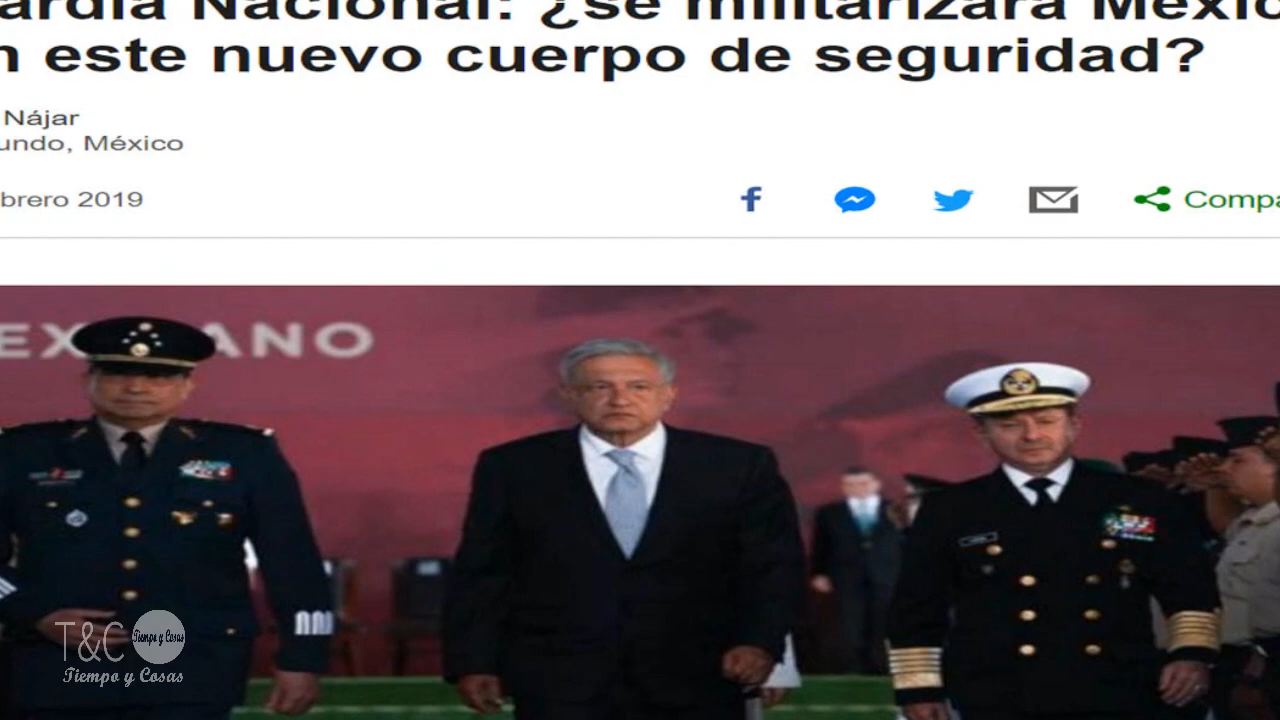 ardia Nacional: ¿se militarizará Méxic
n este nuevo cuerpo de seguridad?
Nájar
undo, México
brero 2019
Compa
EX ANO
T&C Tiempo y Cosas
Tiempo y Cosas